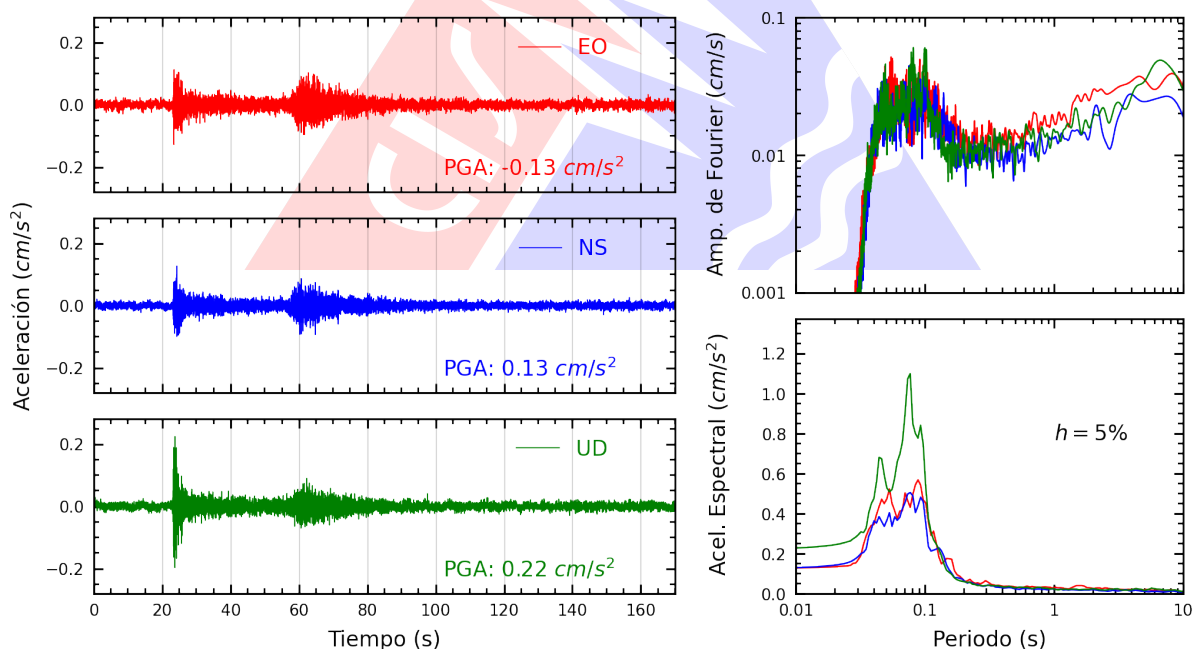 Aceleración (cm/s²)
0.2
0.0
−0.2
EO
PGA: -0.13 cm/s²
0.2
0.0
−0.2
NS
PGA: 0.13 cm/s²
0.2
0.0
−0.2
UD
PGA: 0.22 cm/s²
0 20 40 60 80 100 120 140 160
Tiempo (s)
Amp. de Fourier (cm/s)
0.1
0.01
0.001
Acel. Espectral (cm/s²)
1.2
1.0
0.8
0.6
0.4
0.2
0.0
h = 5%
0.01 0.1 1 10
Periodo (s)